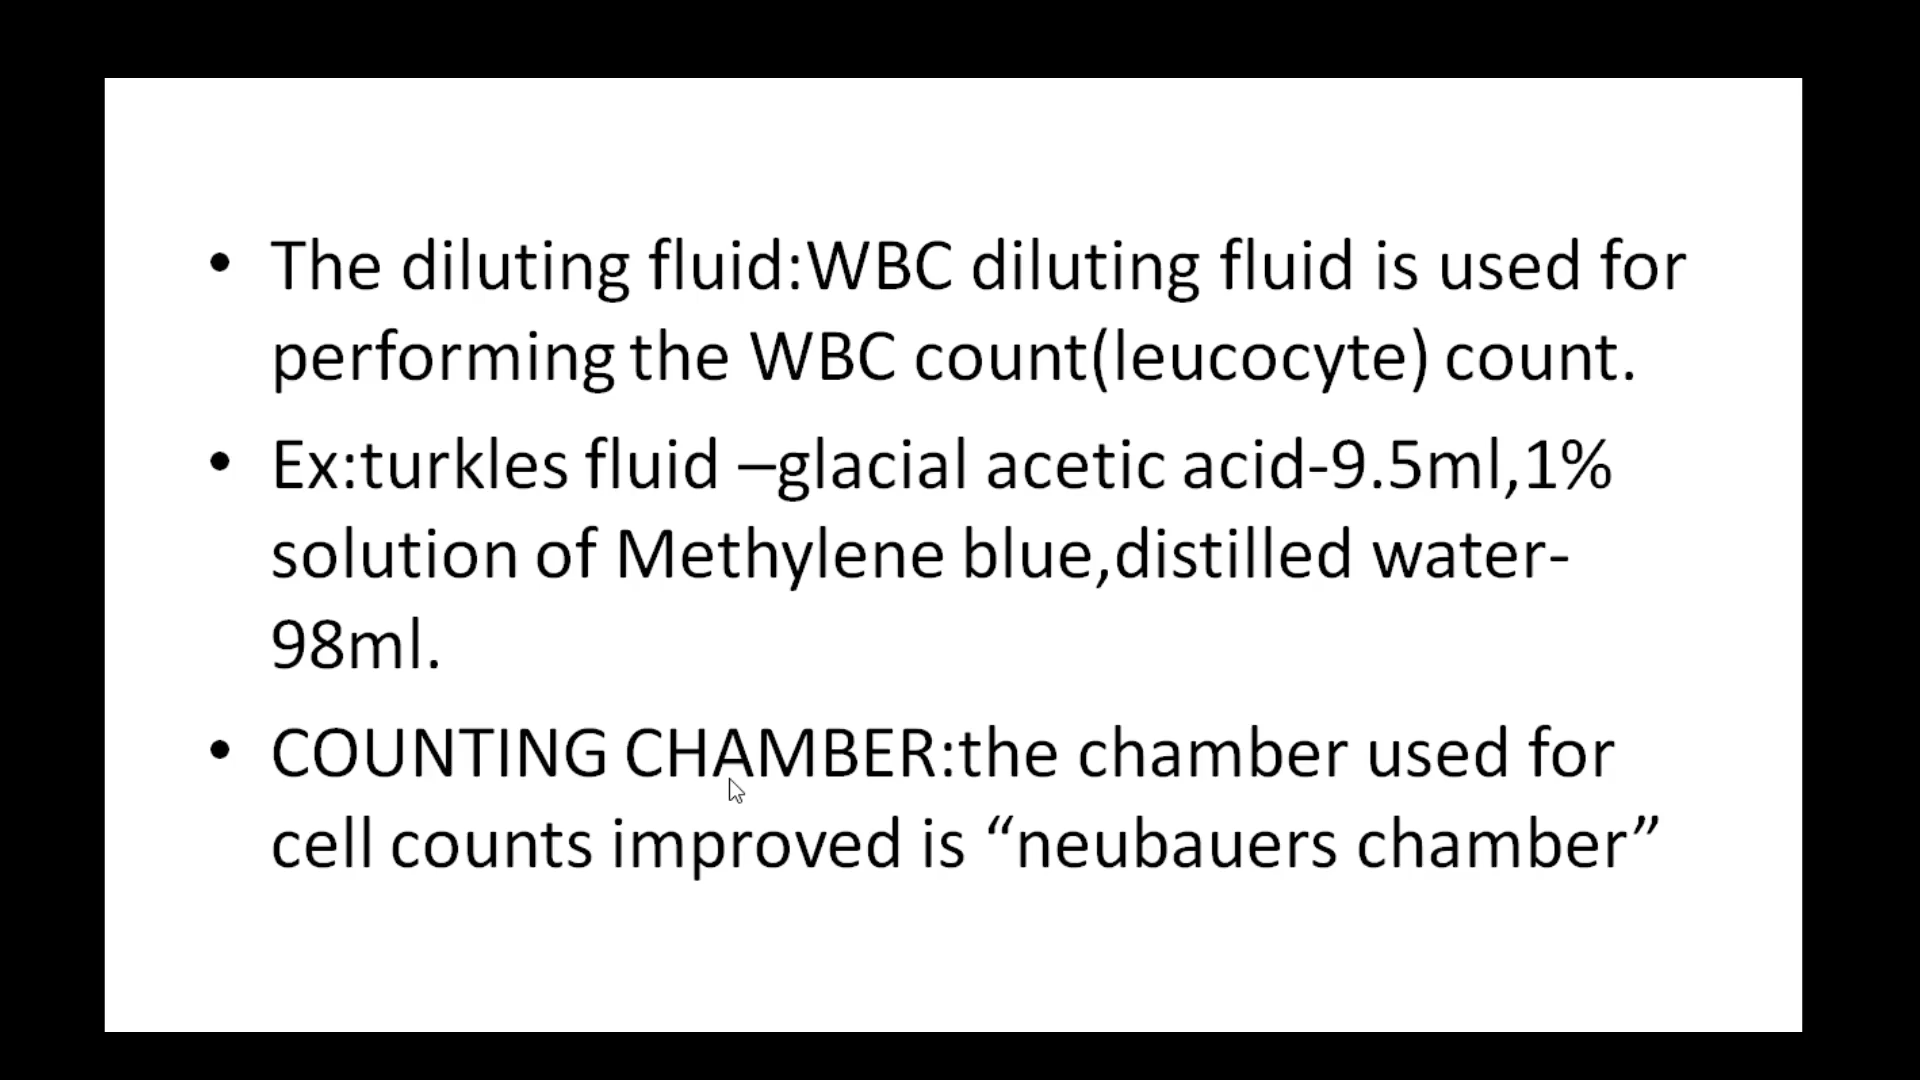 • The diluting fluid:WBC diluting fluid is used for
performing the WBC count(leucocyte) count.
• Ex:turkles fluid –glacial acetic acid-9.5ml,1%
solution of Methylene blue,distilled water-
98ml.
• COUNTING CHAMBER:the chamber used for
cell counts improved is “neubauers chamber”